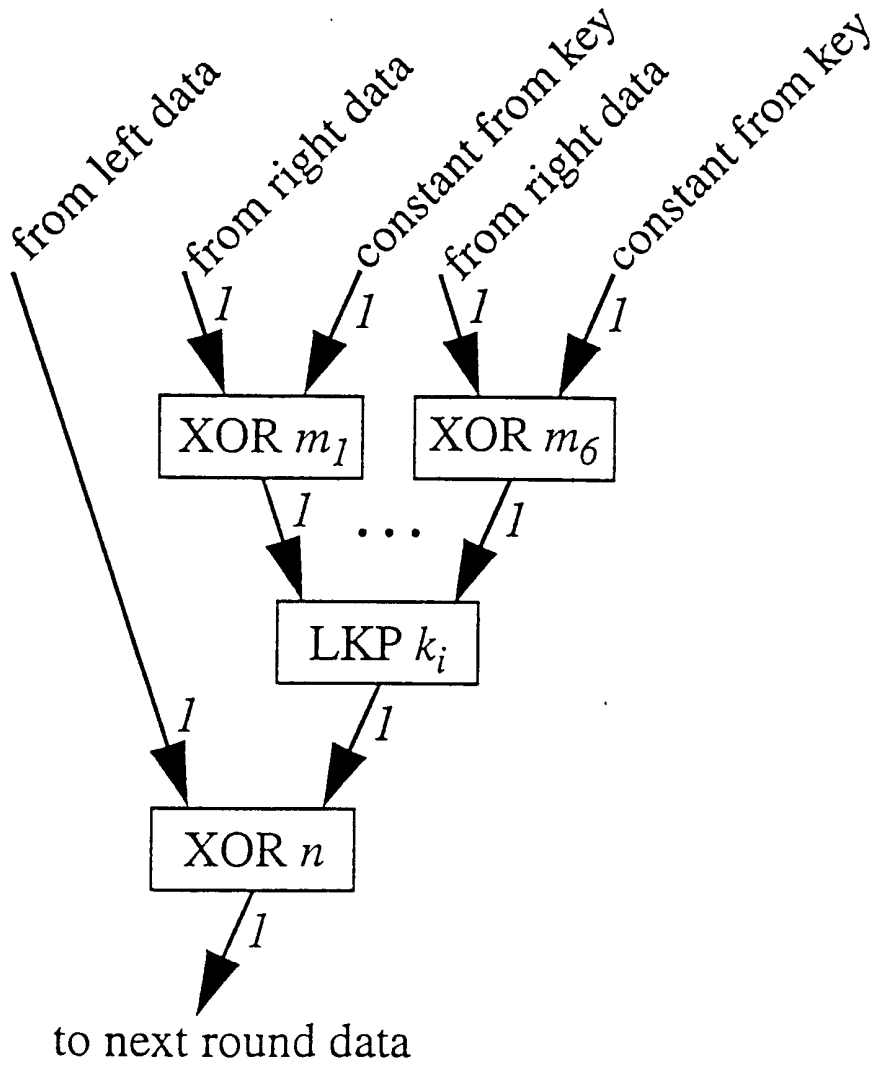 from left data
from right data
constant from key
from right data
constant from key
1
1
1
1
XOR m1
XOR m6
1
...
1
LKP ki
1
1
XOR n
1
to next round data